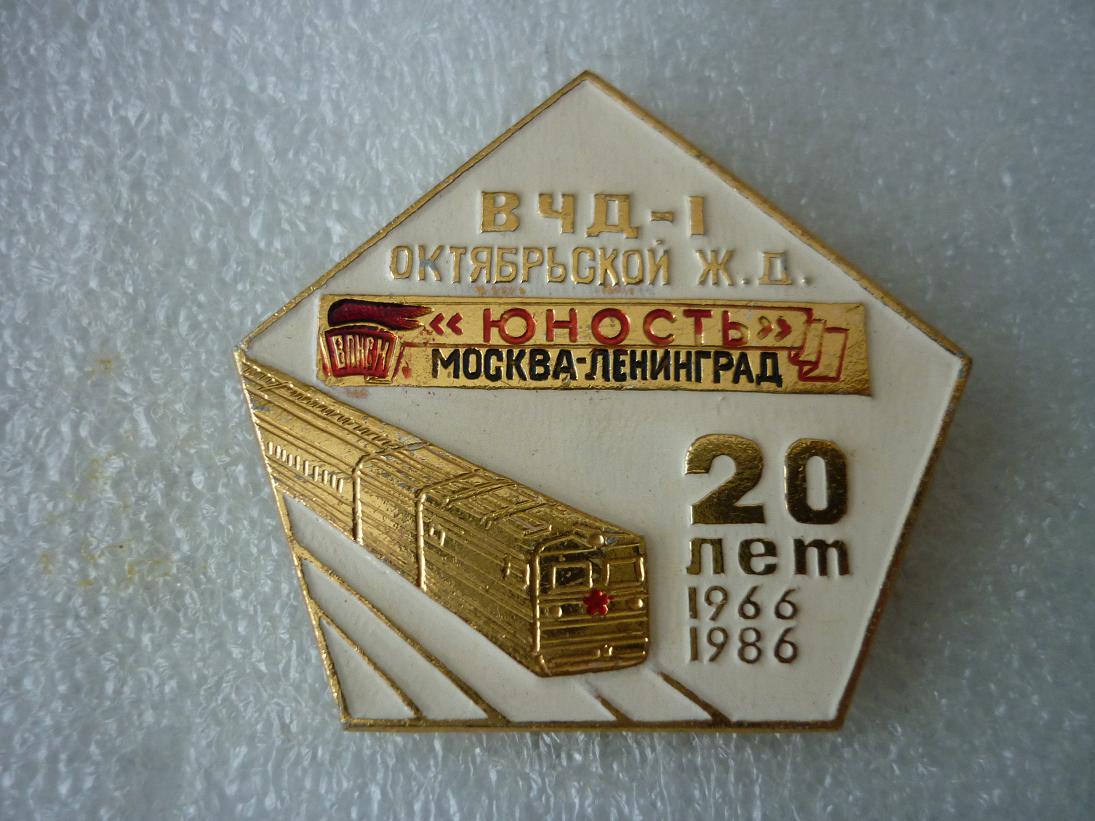 ВЧД-1
ОКТЯБРЬСКОЙ Ж.Д.
ВЛКСМ
«ЮНОСТЬ»
МОСКВА-ЛЕНИНГРАД
20
лет
1966
1986